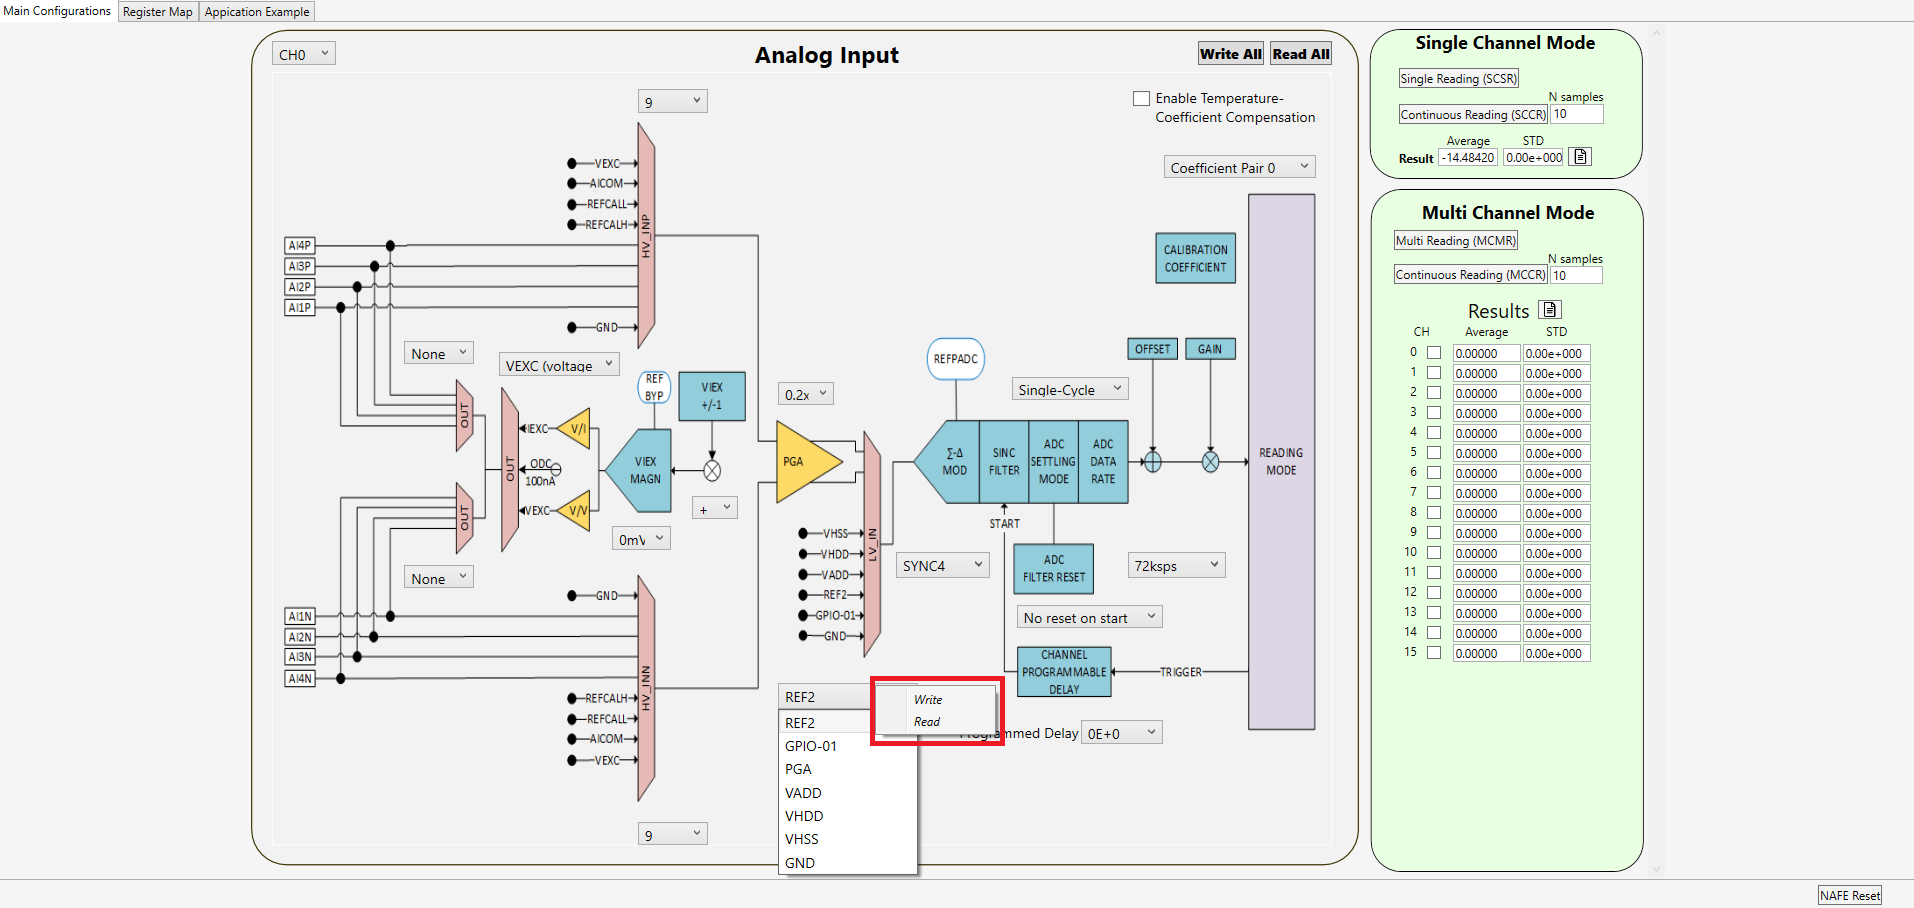 Main Configurations
Register Map
Appication Example
CH0
Analog Input
Write All
Read All
9
Enable Temperature-
Coefficient Compensation
Coefficient Pair 0
VEXC
AICOM
REFCALL
REFCALH
HV_INP
AI4P
AI3P
AI2P
AI1P
GND
CALIBRATION
COEFFICIENT
None
VEXC (voltage
REF
BYP
VIEX
+/-1
0.2x
REFPADC
Single-Cycle
OFFSET
GAIN
OUT
OUT
IEXC
V/I
ODC
100nA
VEXC
V/V
VIEX
MAGN
PGA
Σ-Δ
MOD
SINC
FILTER
ADC
SETTLING
MODE
ADC
DATA
RATE
READING
MODE
OUT
+
0mV
START
VHSS
VHDD
VADD
REF2
GPIO-01
GND
LV_IN
SYNC4
ADC
FILTER RESET
72ksps
None
No reset on start
GND
AI1N
AI2N
AI3N
AI4N
HV_INN
REFCALH
REFCALL
AICOM
VEXC
CHANNEL
PROGRAMMABLE
DELAY
TRIGGER
REF2
Write
Read
REF2
GPIO-01
PGA
VADD
VHDD
VHSS
GND
grammed Delay
0E+0
9
Single Channel Mode
Single Reading (SCSR)
N samples
Continuous Reading (SCCR)
10
Average
STD
Result
-14.48420
0.00e+000
Multi Channel Mode
Multi Reading (MCMR)
N samples
Continuous Reading (MCCR)
10
Results
CH
Average
STD
0 0.00000 0.00e+000
1 0.00000 0.00e+000
2 0.00000 0.00e+000
3 0.00000 0.00e+000
4 0.00000 0.00e+000
5 0.00000 0.00e+000
6 0.00000 0.00e+000
7 0.00000 0.00e+000
8 0.00000 0.00e+000
9 0.00000 0.00e+000
10 0.00000 0.00e+000
11 0.00000 0.00e+000
12 0.00000 0.00e+000
13 0.00000 0.00e+000
14 0.00000 0.00e+000
15 0.00000 0.00e+000
NAFE Reset